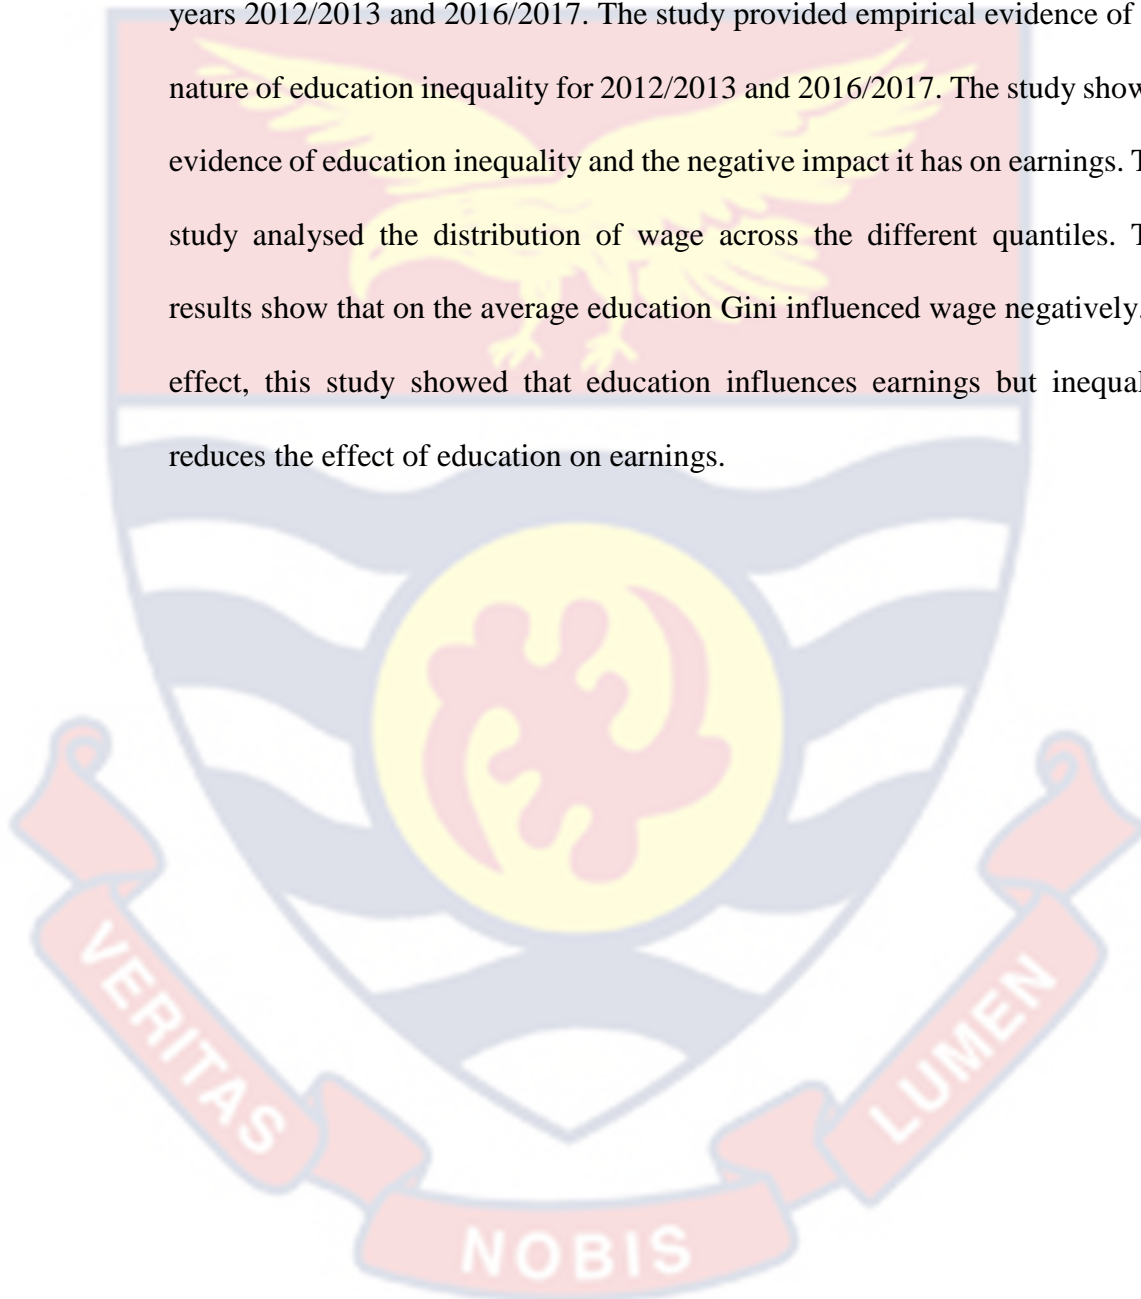 years 2012/2013 and 2016/2017. The study provided empirical evidence of
nature of education inequality for 2012/2013 and 2016/2017. The study show
evidence of education inequality and the negative impact it has on earnings. T
study analysed the distribution of wage across the different quantiles. T
results show that on the average education Gini influenced wage negatively.
effect, this study showed that education influences earnings but inequal
reduces the effect of education on earnings.
VERITAS
NOBIS
LUMEN